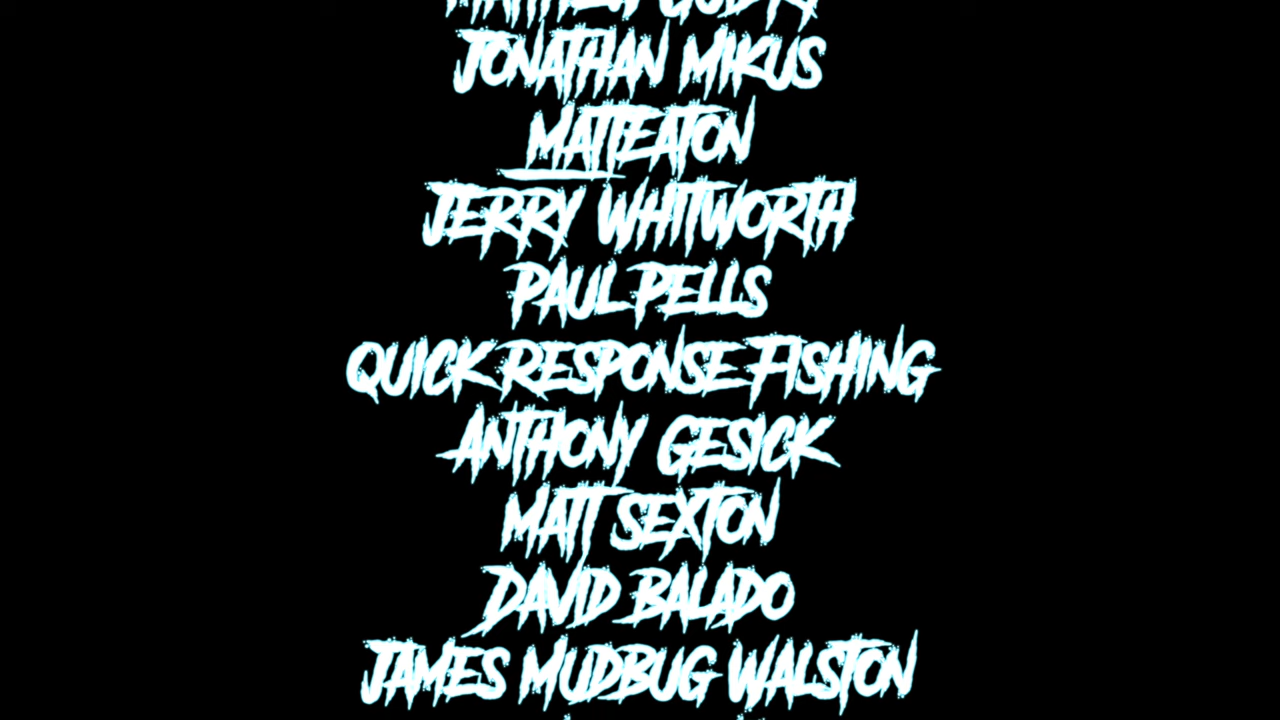 JONATHAN MIKUS
MATTEATON
JERRY WHITWORTH
PAUL PELLS
QUICK RESPONSE FISHING
ANTHONY GESICK
MATT SEXTON
DAVID BALADO
JAMES MUDBUG WALSTON